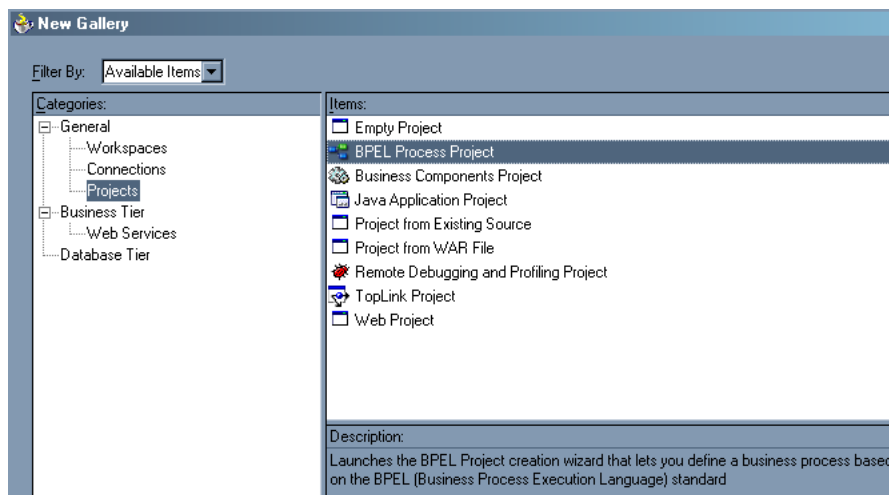 New Gallery
Filter By: Available Items
Categories:
General
Workspaces
Connections
Projects
Business Tier
Web Services
Database Tier
Items:
Empty Project
BPEL Process Project
Business Components Project
Java Application Project
Project from Existing Source
Project from WAR File
Remote Debugging and Profiling Project
TopLink Project
Web Project
Description:
Launches the BPEL Project creation wizard that lets you define a business process based
on the BPEL (Business Process Execution Language) standard